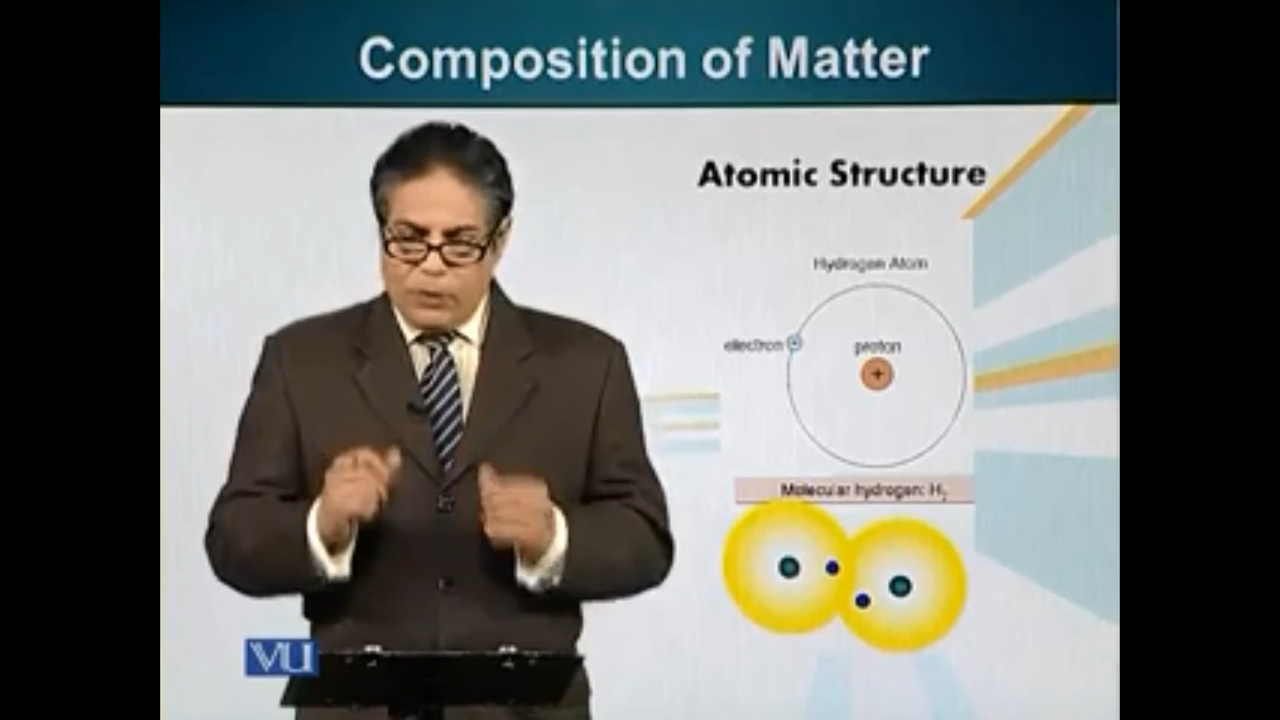 Composition of Matter
Atomic Structure
Hydrogen Atom
electron
proton
+
Molecular hydrogen: H₂
VU